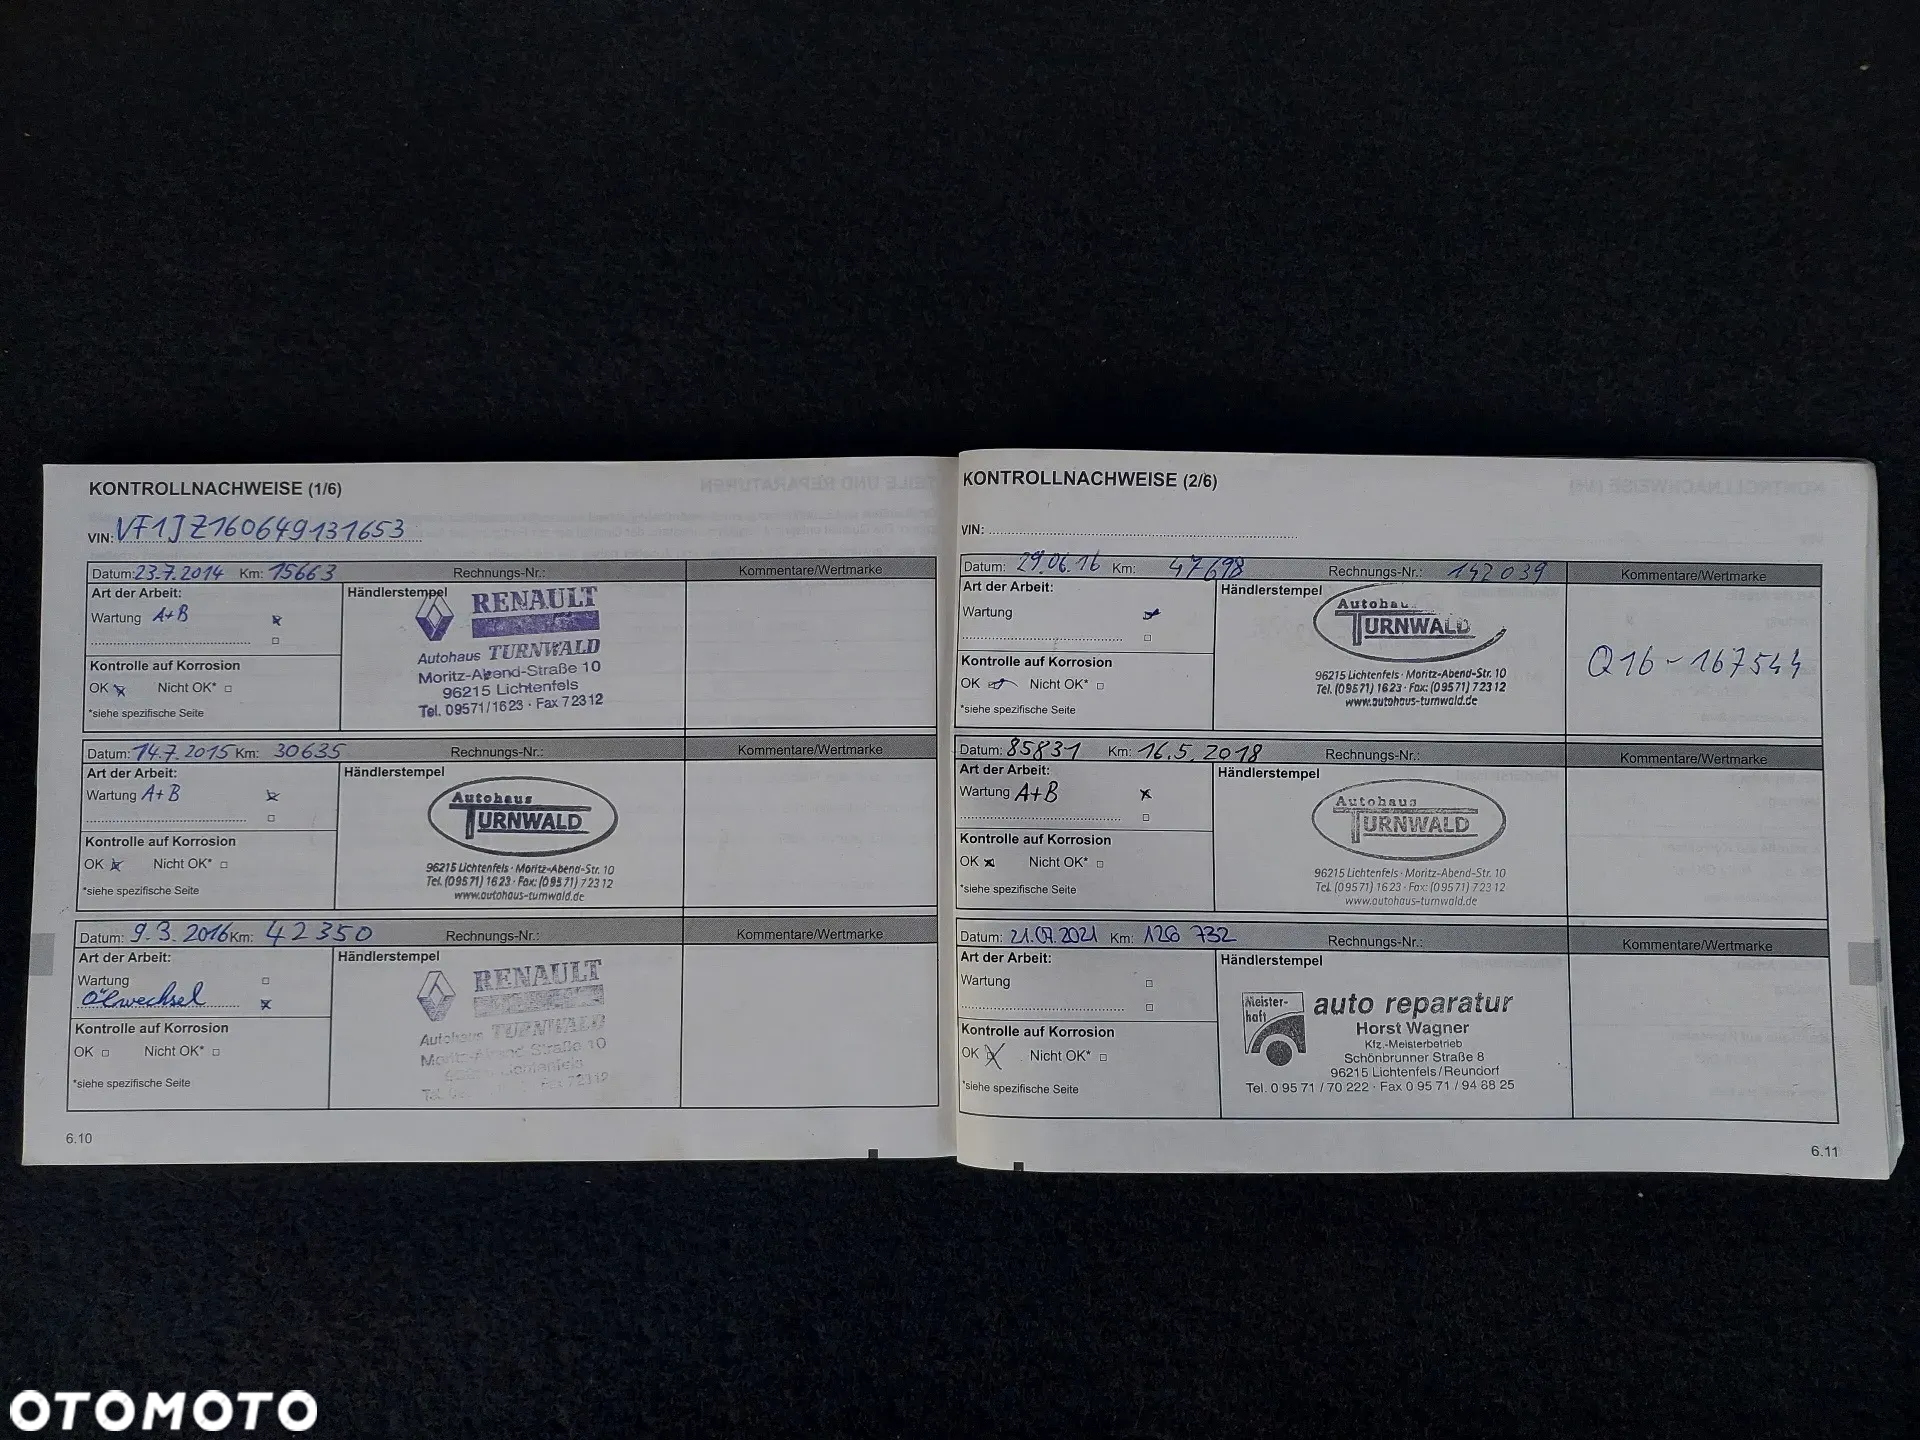 KONTROLLNACHWEISE (1/6)
VIN: VF1JZ160649131653
Datum: 23.7.2014 Km: 15663 Rechnungs-Nr.: Kommentare/Wertmarke
Art der Arbeit:
Wartung A+B
Kontrolle auf Korrosion
OK Nicht OK*
*siehe spezifische Seite
Händlerstempel
RENAULT
Autohaus TURNWALD
Moritz-Abend-Straße 10
96215 Lichtenfels
Tel. 09571/1623 · Fax 72312
Datum: 14.7.2015 Km: 30635 Rechnungs-Nr.: Kommentare/Wertmarke
Art der Arbeit:
Wartung A+B
Kontrolle auf Korrosion
OK Nicht OK*
*siehe spezifische Seite
Händlerstempel
Autohaus
TURNWALD
96215 Lichtenfels · Moritz-Abend-Str. 10
Tel. (09571) 1623 · Fax: (09571) 72312
www.autohaus-turnwald.de
Datum: 9.3.2016 Km: 42350 Rechnungs-Nr.: Kommentare/Wertmarke
Art der Arbeit:
Wartung
Ölwechsel
Kontrolle auf Korrosion
OK Nicht OK*
*siehe spezifische Seite
Händlerstempel
RENAULT
Autohaus TURNWALD
Moritz-Abend-Straße 10
Lichtenfels
Fax 72312
6.10
KONTROLLNACHWEISE (2/6)
VIN:
Datum: 29.06.16 Km: 47698 Rechnungs-Nr.: 142039 Kommentare/Wertmarke
Art der Arbeit:
Wartung
Kontrolle auf Korrosion
OK Nicht OK*
*siehe spezifische Seite
Händlerstempel
Autohau
TURNWALD
96215 Lichtenfels · Moritz-Abend-Str. 10
Tel. (09571) 1623 · Fax: (09571) 72312
www.autohaus-turnwald.de
Q16-167544
Datum: 85831 Km: 16.5.2018 Rechnungs-Nr.: Kommentare/Wertmarke
Art der Arbeit:
Wartung A+B
Kontrolle auf Korrosion
OK Nicht OK*
*siehe spezifische Seite
Händlerstempel
Autohaus
TURNWALD
96215 Lichtenfels · Moritz-Abend-Str. 10
Tel. (09571) 1623 · Fax: (09571) 72312
www.autohaus-turnwald.de
Datum: 21.07.2021 Km: 126 732 Rechnungs-Nr.: Kommentare/Wertmarke
Art der Arbeit:
Wartung
Kontrolle auf Korrosion
OK Nicht OK*
*siehe spezifische Seite
Händlerstempel
Meister-
haft
auto reparatur
Horst Wagner
Kfz.-Meisterbetrieb
Schönbrunner Straße 8
96215 Lichtenfels/Reundorf
Tel. 0 95 71 / 70 222 · Fax 0 95 71 / 94 88 25
6.11
OTOMOTO